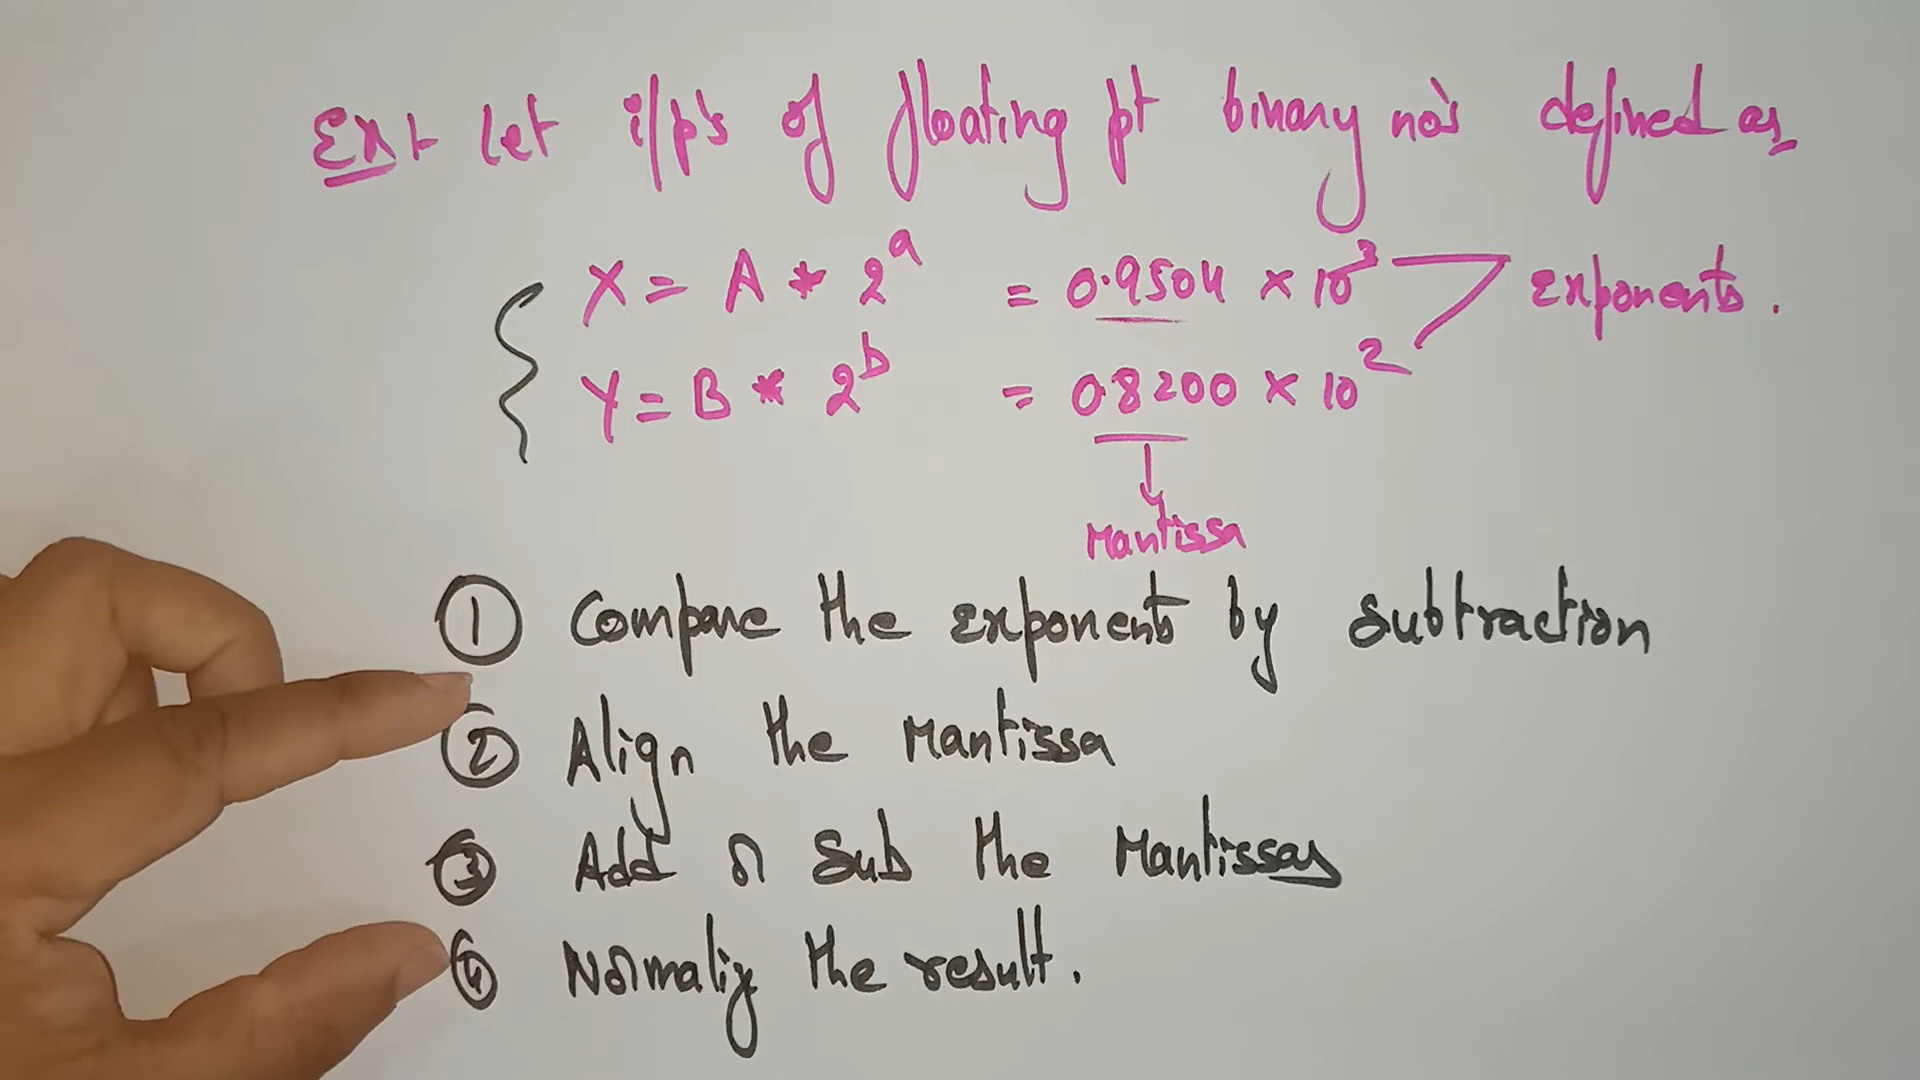 Ex:- Let i/p's of floating pt binary no's defined as
X = A * 2^a = 0.9504 × 10^3 exponents.
Y = B * 2^b = 0.8200 × 10^2
Mantissa
① Compare the exponents by subtraction
② Align the Mantissa
③ Add or Sub the Mantissas
④ Normalize the result.